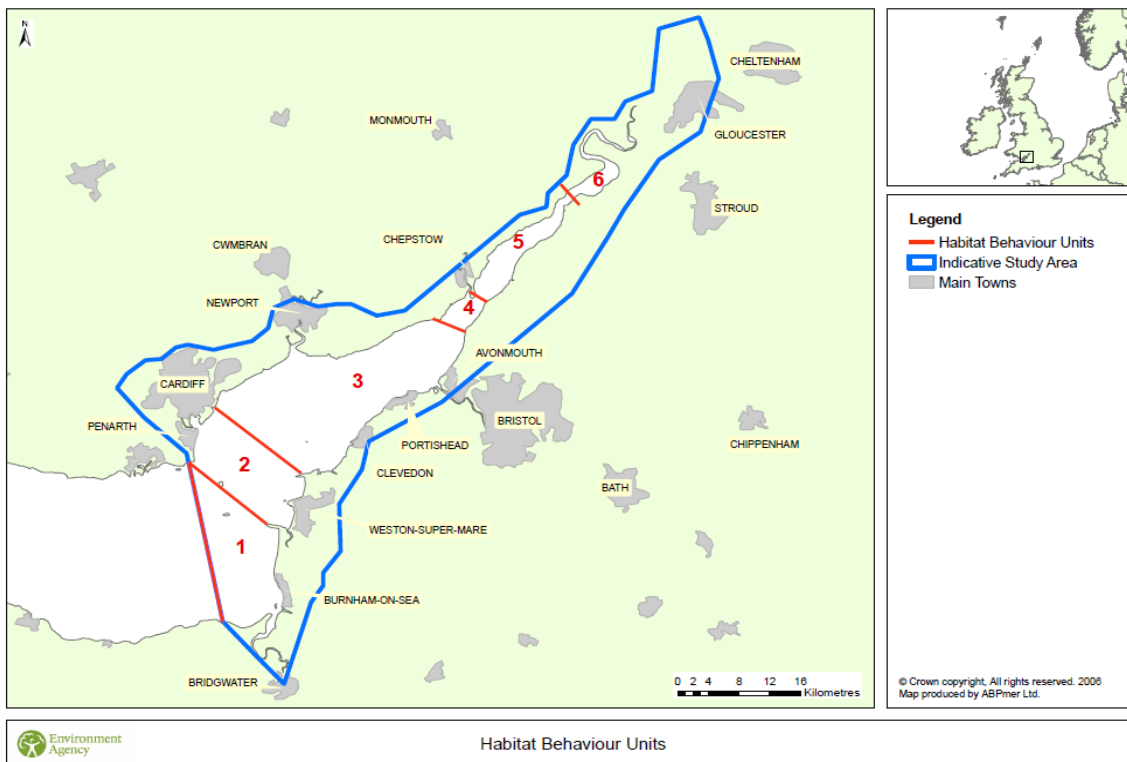 N
CHELTENHAM
MONMOUTH
GLOUCESTER
6
STROUD
5
CHEPSTOW
CWMBRAN
NEWPORT
4
AVONMOUTH
3
CARDIFF
BRISTOL
PENARTH
PORTISHEAD
CHIPPENHAM
2
CLEVEDON
BATH
WESTON-SUPER-MARE
1
BURNHAM-ON-SEA
BRIDGWATER
0 2 4 8 12 16
Kilometres
Legend
Habitat Behaviour Units
Indicative Study Area
Main Towns
© Crown copyright, All rights reserved. 2006
Map produced by ABPmer Ltd.
Environment
Agency
Habitat Behaviour Units